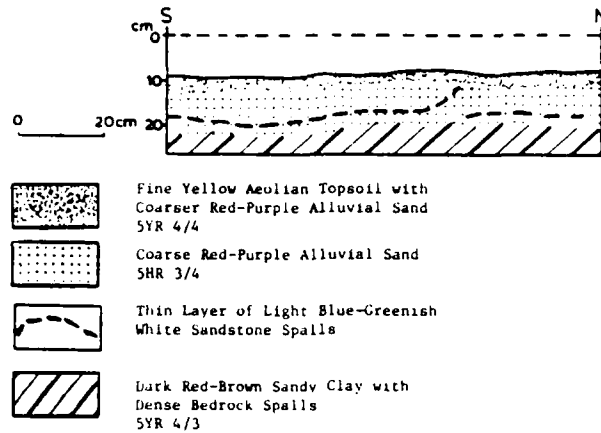 S N
cm 0
10
20
0 20cm
Fine Yellow Aeolian Topsoil with
Coarser Red-Purple Alluvial Sand
5YR 4/4
Coarse Red-Purple Alluvial Sand
5HR 3/4
Thin Layer of Light Blue-Greenish
White Sandstone Spalls
Dark Red-Brown Sandy Clay with
Dense Bedrock Spalls
5YR 4/3